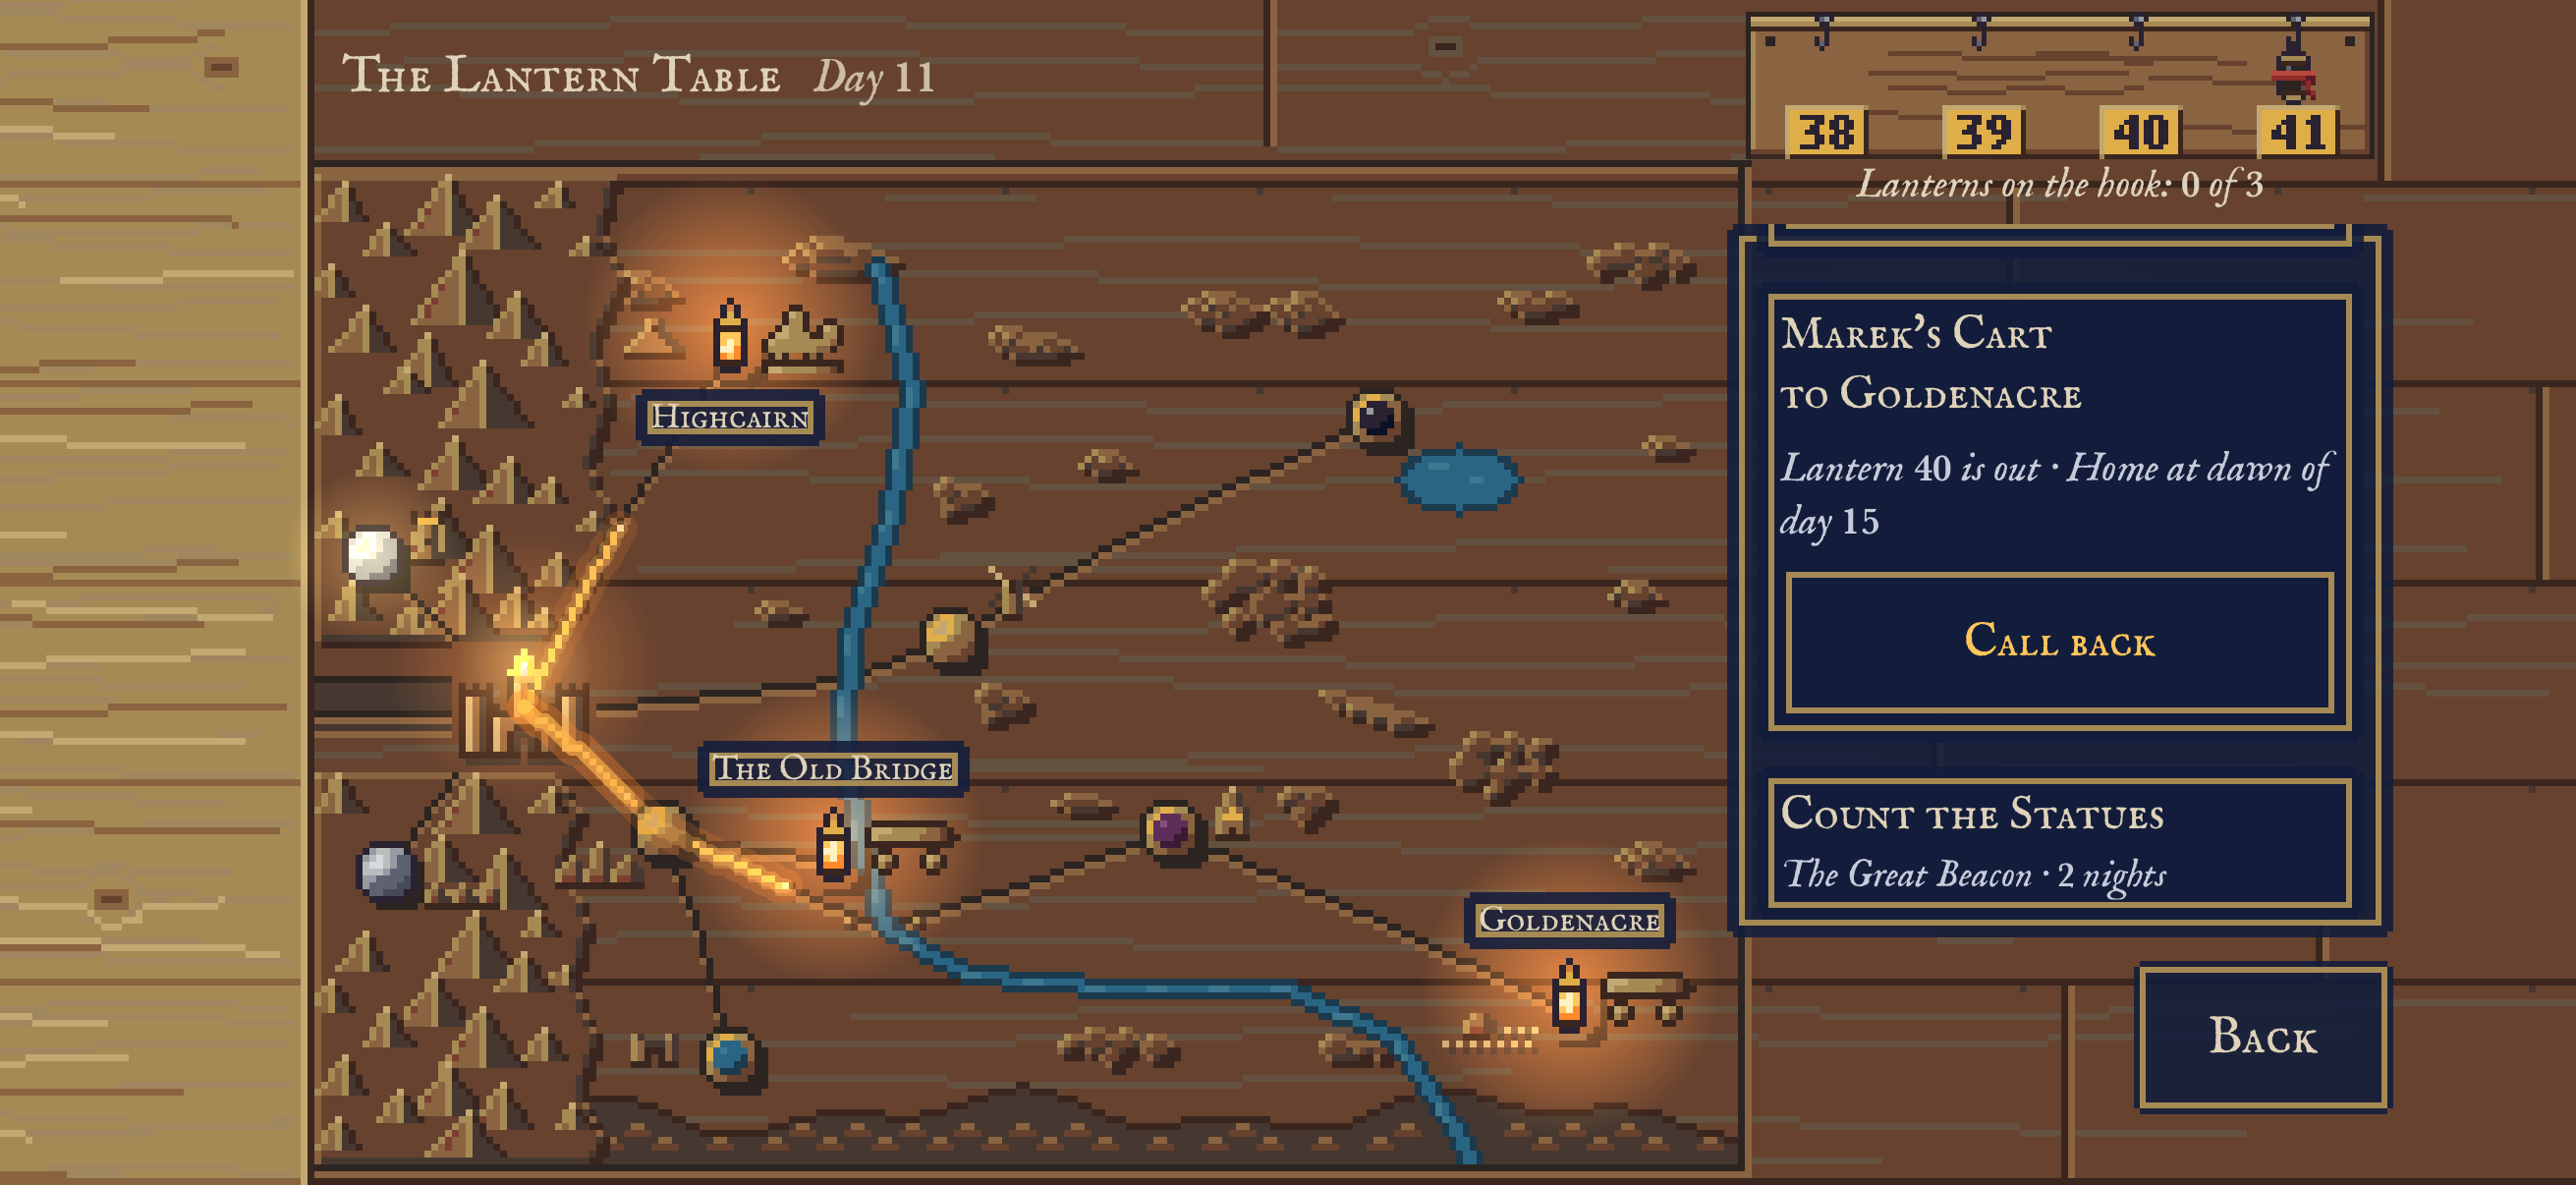 The Lantern Table Day 11
38 39 40 41
Lanterns on the hook: 0 of 3
Highcairn
The Old Bridge
Goldenacre
Marek's Cart
to Goldenacre
Lantern 40 is out · Home at dawn of
day 15
Call back
Count the Statues
The Great Beacon · 2 nights
Back